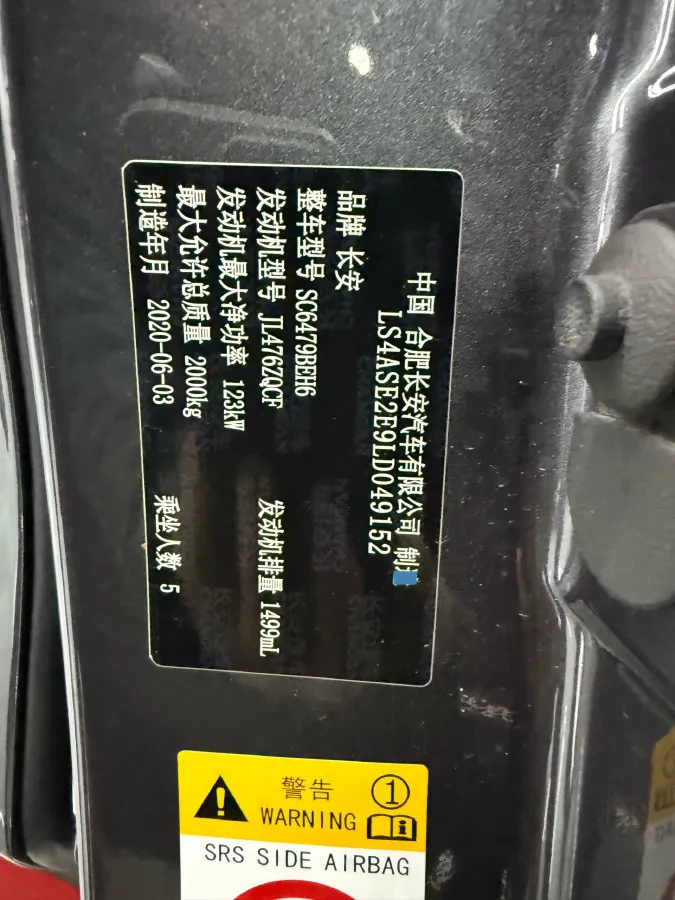 中国 合肥长安汽车有限公司 制
LS4ASE2E9LD049152
品牌 长安
整车型号 SC6479BEH6
发动机型号 JL476ZQCF 发动机排量 1499mL
发动机最大净功率 123kW
最大允许总质量 2000kg
制造年月 2020-06-03 乘坐人数 5
警告 1
WARNING
SRS SIDE AIRBAG